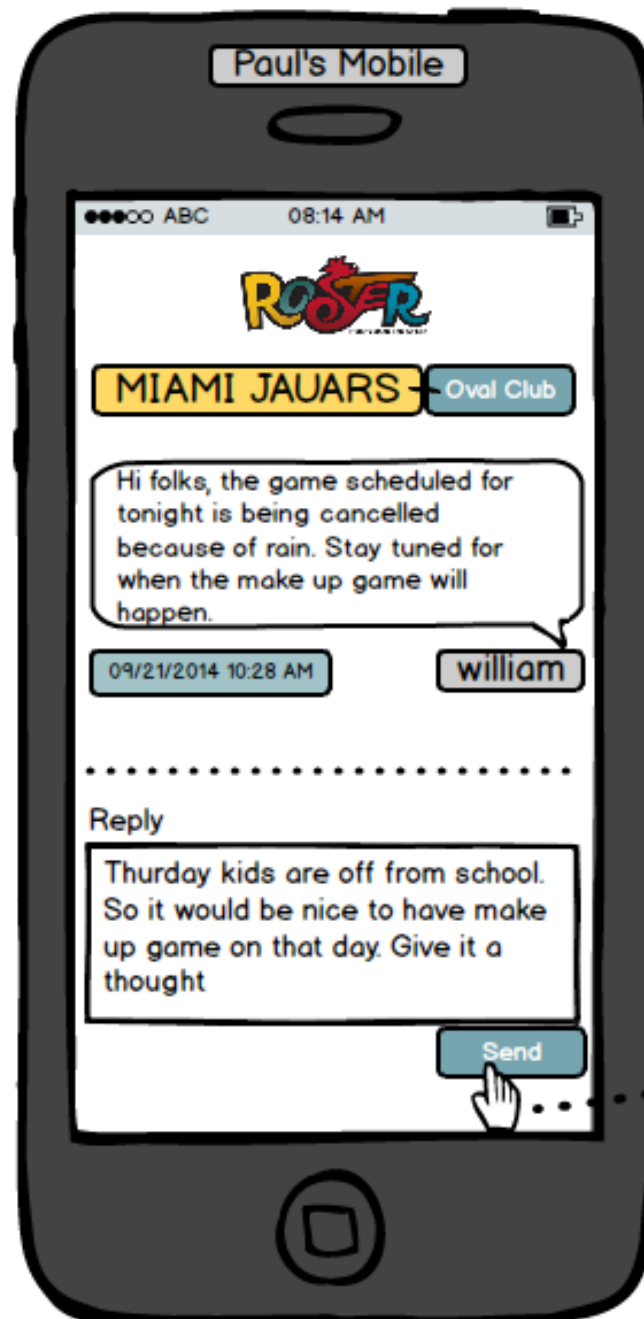 Paul's Mobile
ABC 08:14 AM
ROSTER
MIAMI JAUARS Oval Club
Hi folks, the game scheduled for
tonight is being cancelled
because of rain. Stay tuned for
when the make up game will
happen.
09/21/2014 10:28 AM william
Reply
Thurday kids are off from school.
So it would be nice to have make
up game on that day. Give it a
thought
Send